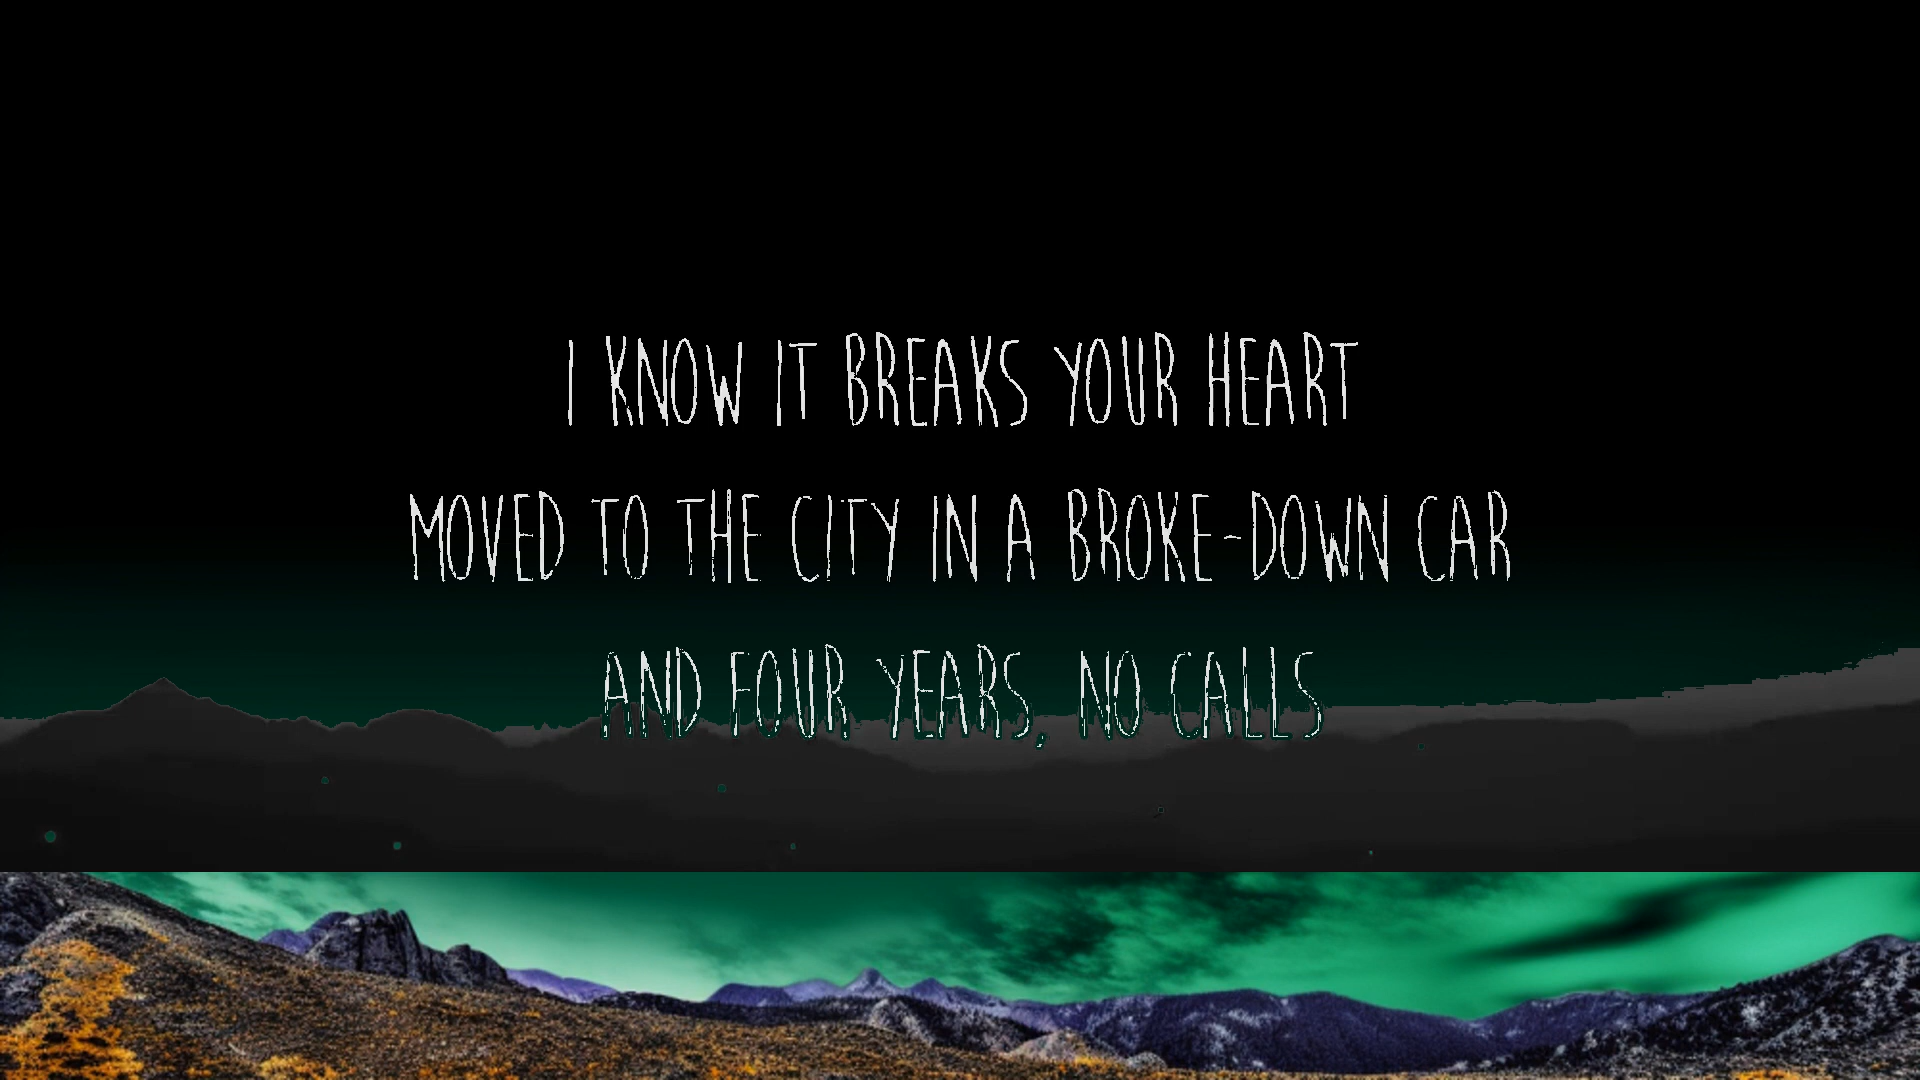 I KNOW IT BREAKS YOUR HEART
MOVED TO THE CITY IN A BROKE-DOWN CAR
AND FOUR YEARS, NO CALLS